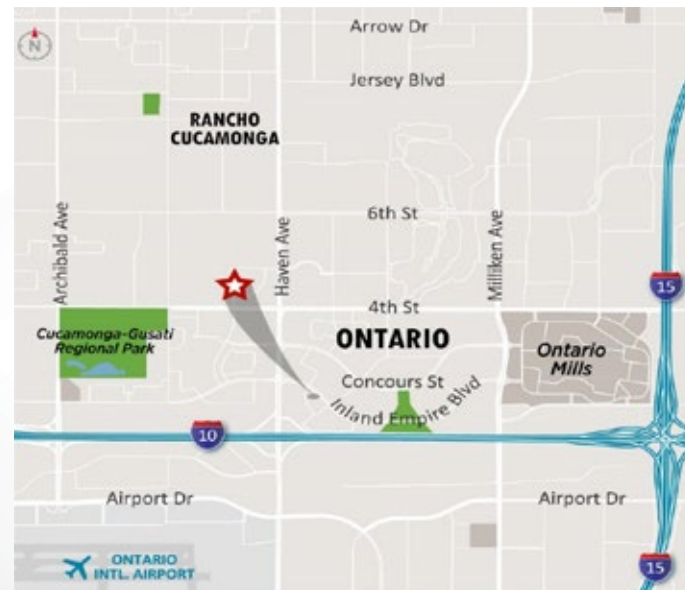 Arrow Dr
N
Jersey Blvd
RANCHO
CUCAMONGA
6th St
Archibald Ave
Haven Ave
Milliken Ave
15
4th St
Cucamonga-Gusati
Regional Park
ONTARIO
Ontario
Mills
Concours St
Inland Empire Blvd
10
Airport Dr
Airport Dr
ONTARIO
INTL. AIRPORT
15